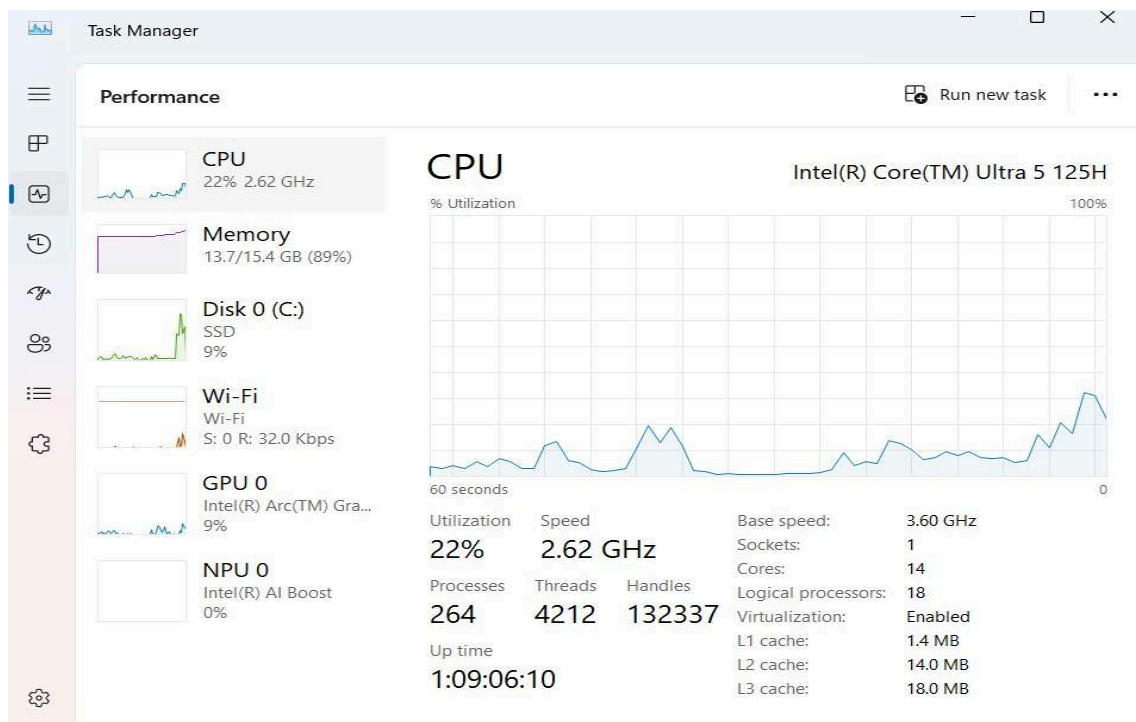 Task Manager
Performance
Run new task
CPU
22% 2.62 GHz
Memory
13.7/15.4 GB (89%)
Disk 0 (C:)
SSD
9%
Wi-Fi
Wi-Fi
S: 0 R: 32.0 Kbps
GPU 0
Intel(R) Arc(TM) Gra...
9%
NPU 0
Intel(R) AI Boost
0%
CPU
Intel(R) Core(TM) Ultra 5 125H
% Utilization 100%
60 seconds 0
Utilization Speed
22% 2.62 GHz
Processes Threads Handles
264 4212 132337
Up time
1:09:06:10
Base speed: 3.60 GHz
Sockets: 1
Cores: 14
Logical processors: 18
Virtualization: Enabled
L1 cache: 1.4 MB
L2 cache: 14.0 MB
L3 cache: 18.0 MB